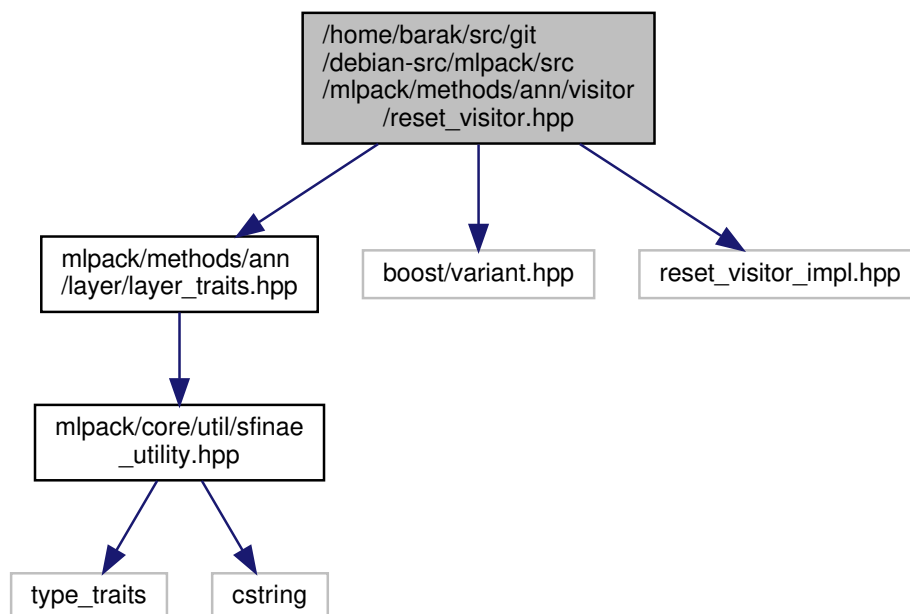 /home/barak/src/git
/debian-src/mlpack/src
/mlpack/methods/ann/visitor
/reset_visitor.hpp
mlpack/methods/ann
/layer/layer_traits.hpp
boost/variant.hpp
reset_visitor_impl.hpp
mlpack/core/util/sfinae
_utility.hpp
type_traits
cstring